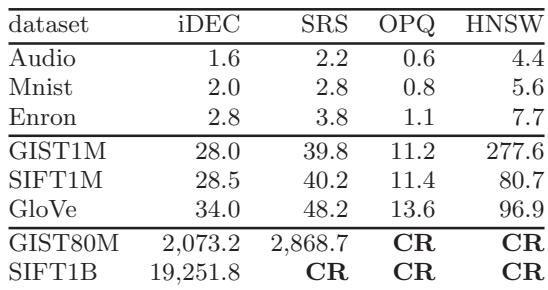 dataset iDEC SRS OPQ HNSW
Audio 1.6 2.2 0.6 4.4
Mnist 2.0 2.8 0.8 5.6
Enron 2.8 3.8 1.1 7.7
GIST1M 28.0 39.8 11.2 277.6
SIFT1M 28.5 40.2 11.4 80.7
GloVe 34.0 48.2 13.6 96.9
GIST80M 2,073.2 2,868.7 CR CR
SIFT1B 19,251.8 CR CR CR